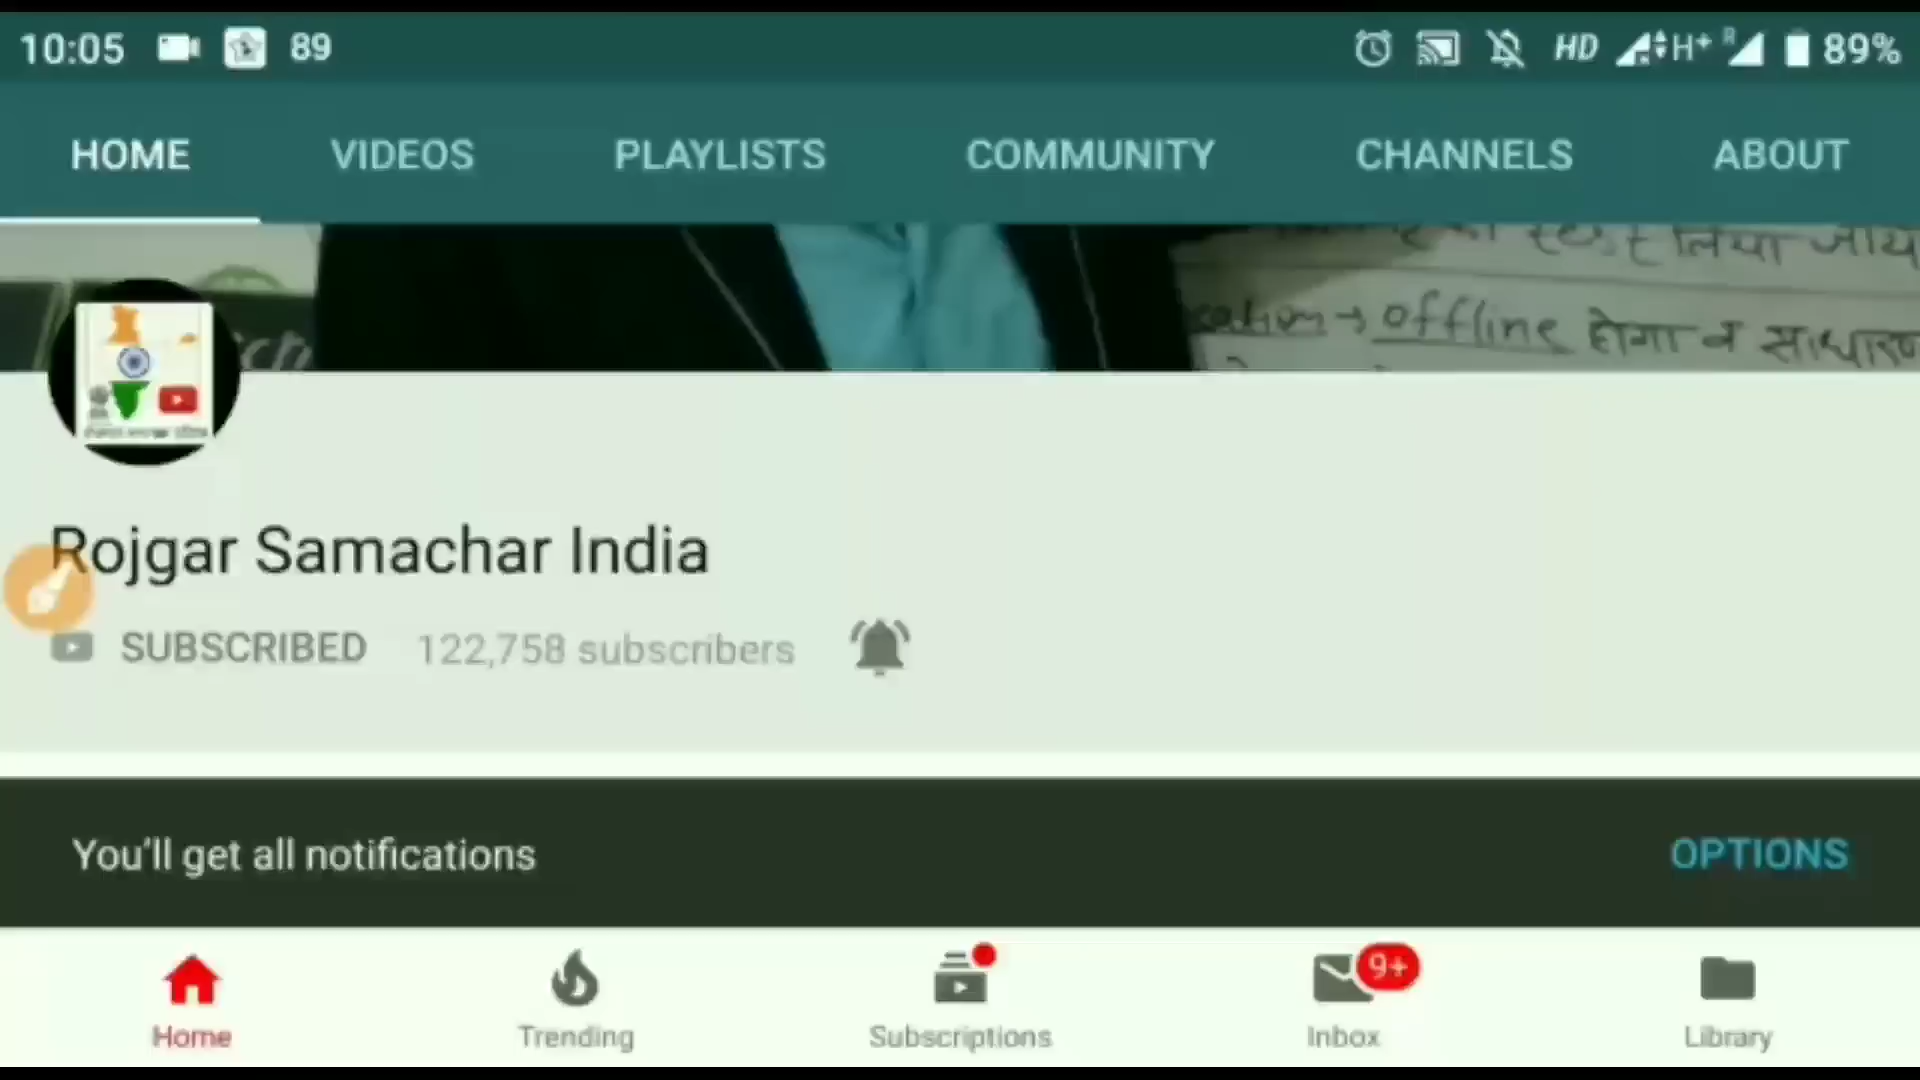 10:05 89 HD H+ R 89%
HOME VIDEOS PLAYLISTS COMMUNITY CHANNELS ABOUT
लिया जाय
offline होगा व साधारण
Rojgar Samachar India
SUBSCRIBED 122,758 subscribers
You'll get all notifications OPTIONS
9+
Home Trending Subscriptions Inbox Library